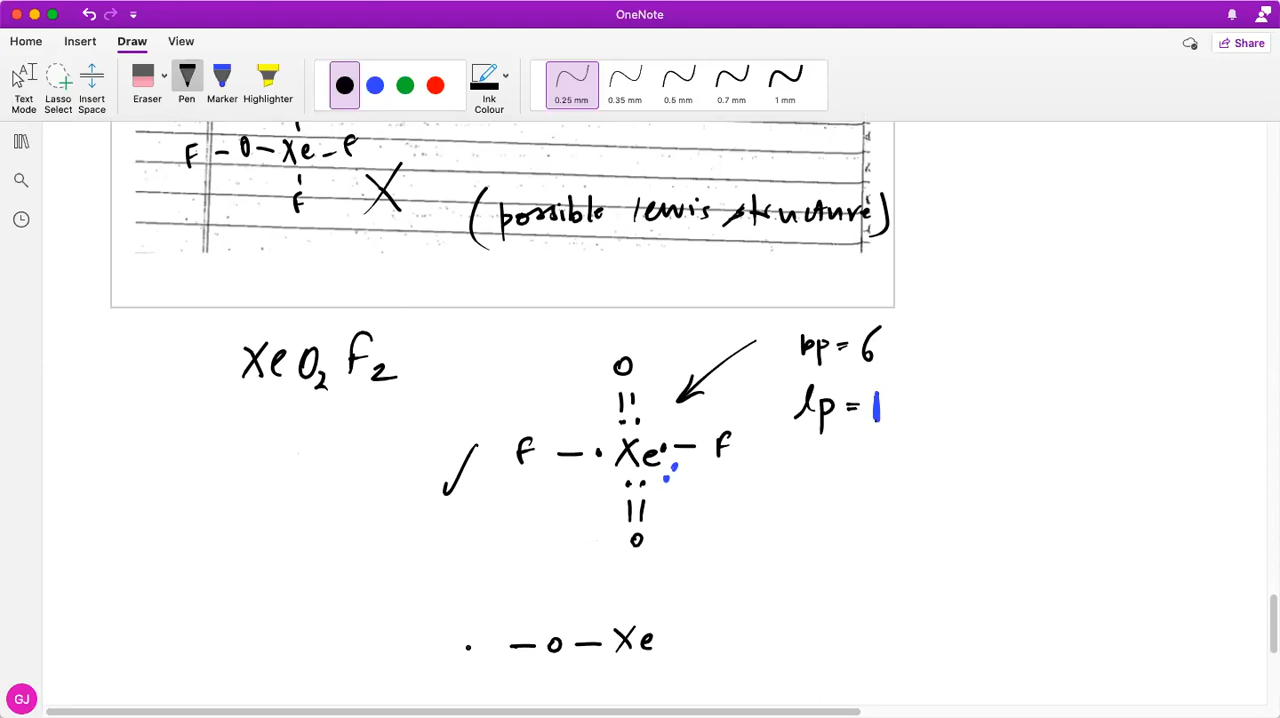 OneNote
Home Insert Draw View
Share
Text Mode
Lasso Select
Insert Space
Eraser
Pen
Marker
Highlighter
Ink Colour
0.25 mm
0.35 mm
0.5 mm
0.7 mm
1 mm
F - O - Xe - F
F
X
(possible lewis structure)
XeO2F2
bp = 6
lp = 1
O
F - Xe - F
O
- O - Xe
GJ